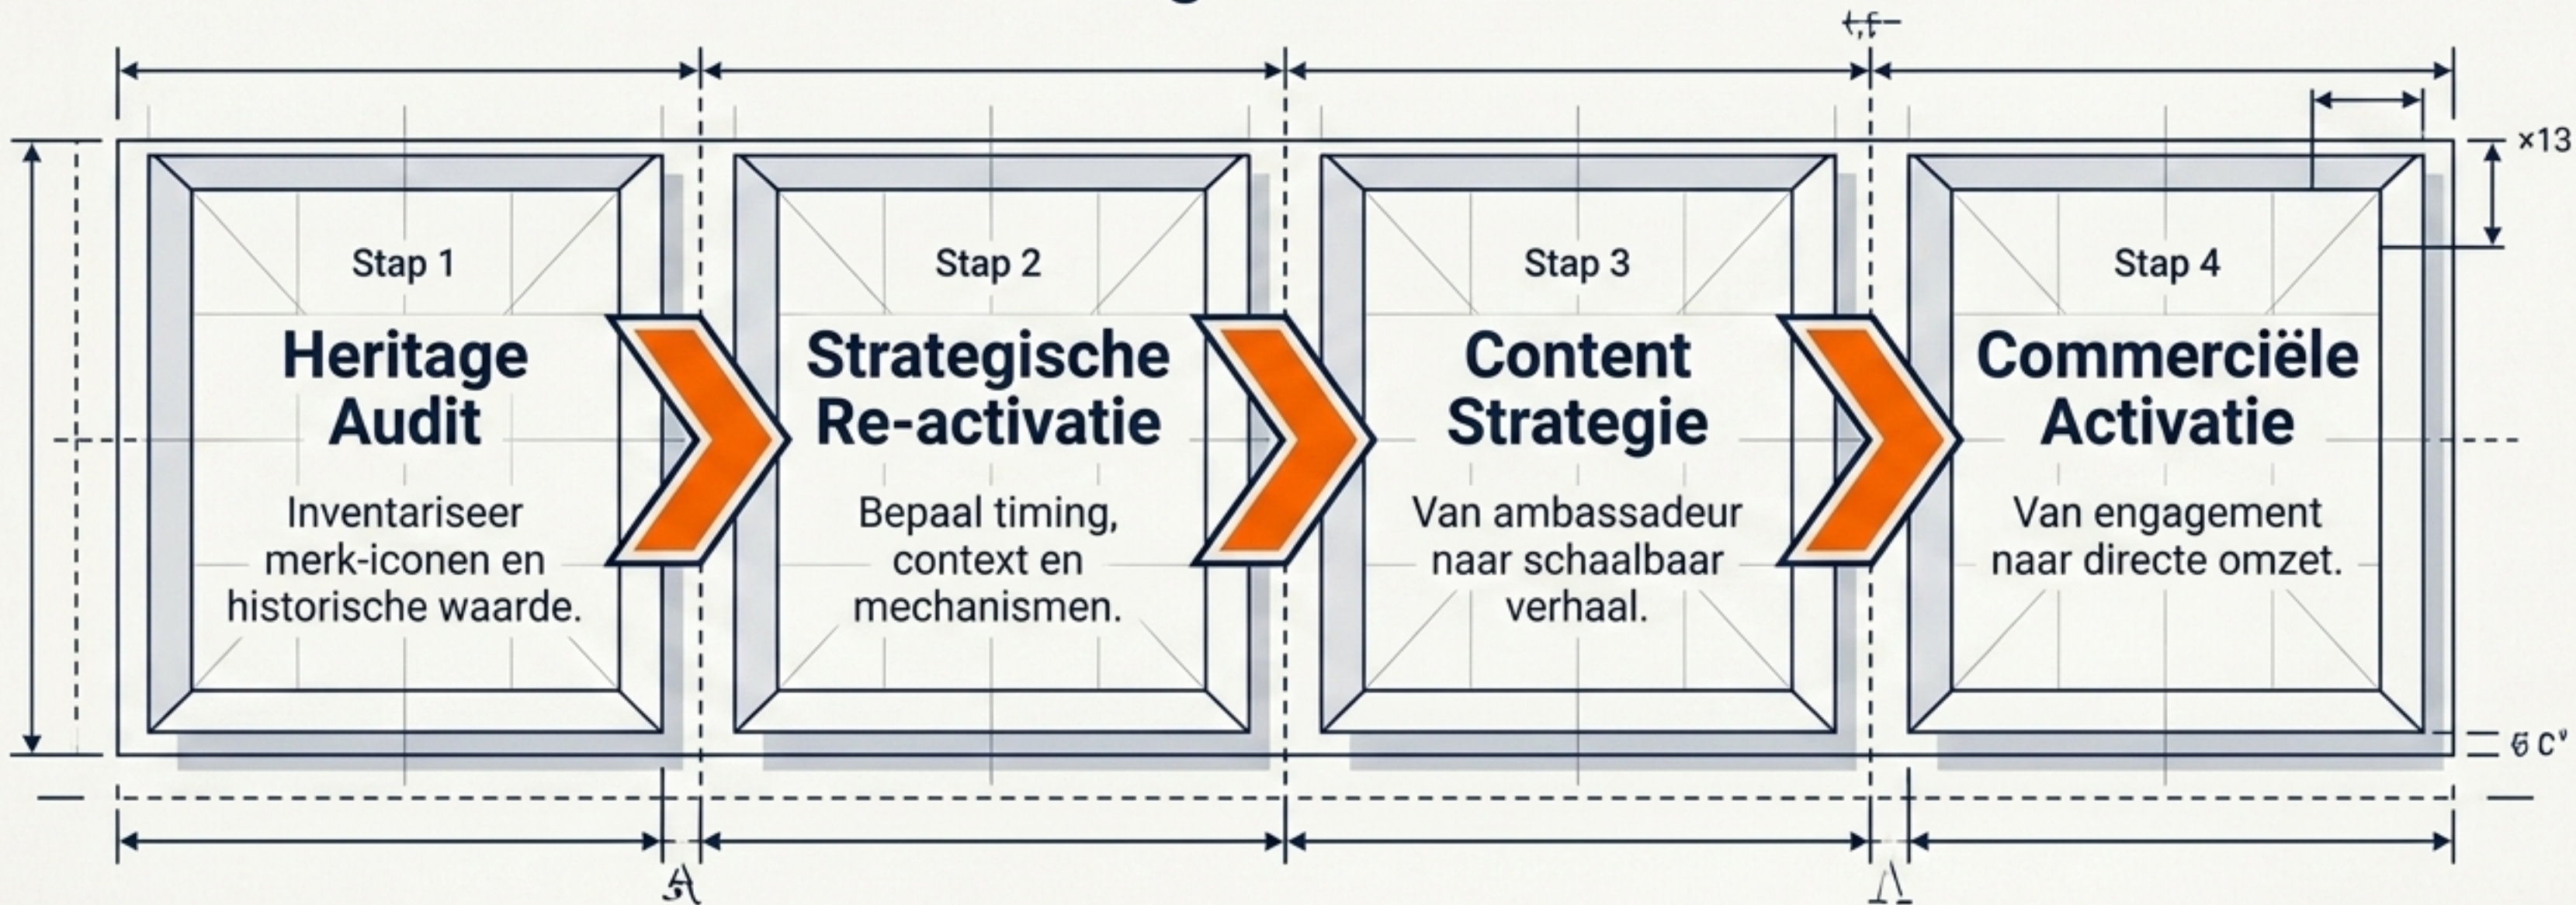 ×13
Stap 1
Heritage
Audit
Inventariseer
merk-iconen en
historische waarde.
Stap 2
Strategische
Re-activatie
Bepaal timing,
context en
mechanismen.
Stap 3
Content
Strategie
Van ambassadeur
naar schaalbaar
verhaal.
Stap 4
Commerciële
Activatie
Van engagement
naar directe omzet.